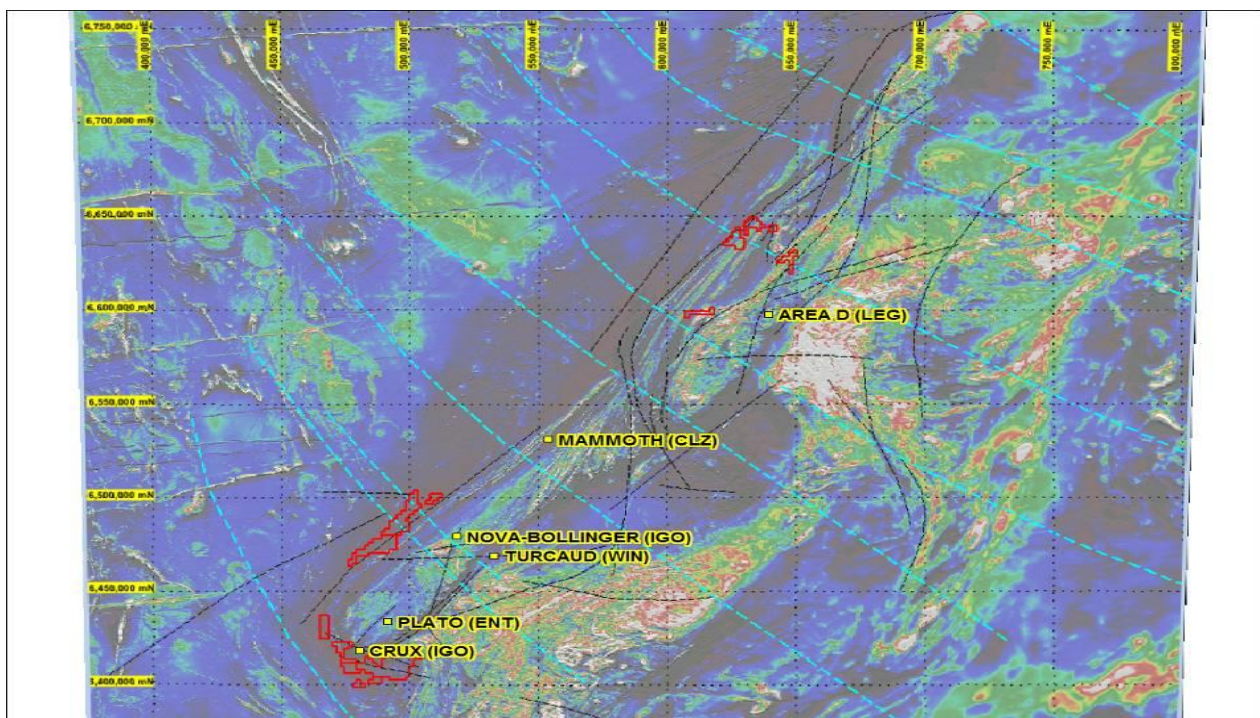 6,750,000 mN
400,000 mE
450,000 mE
500,000 mE
550,000 mE
600,000 mE
650,000 mE
700,000 mE
750,000 mE
800,000 mE
6,700,000 mN
6,650,000 mN
6,600,000 mN
AREA D (LEG)
6,550,000 mN
MAMMOTH (CLZ)
6,500,000 mN
NOVA-BOLLINGER (IGO)
TURCAUD (WIN)
6,450,000 mN
PLATO (ENT)
CRUX (IGO)
6,400,000 mN